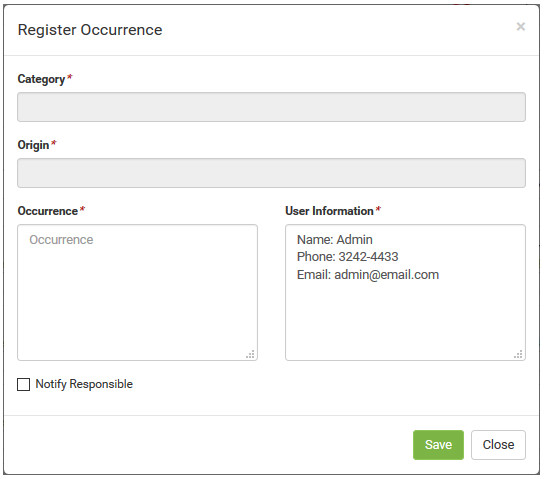 Register Occurrence ×
Category *
Origin *
Occurrence *
User Information *
Occurrence
Name: Admin
Phone: 3242-4433
Email: admin@email.com
Notify Responsible
Save
Close